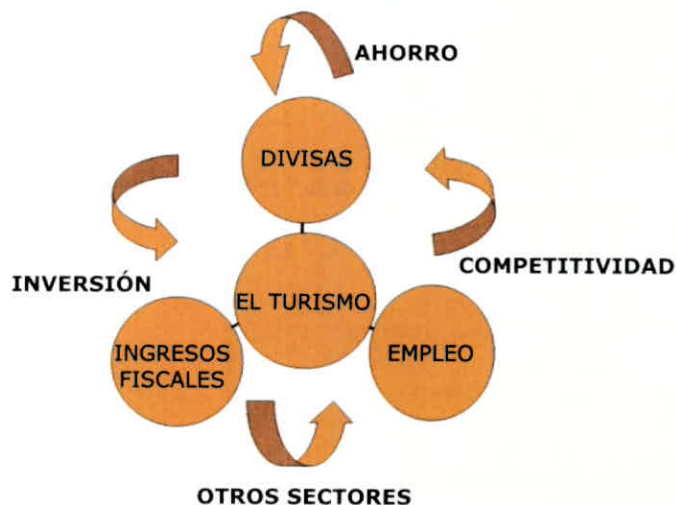 AHORRO
DIVISAS
INVERSIÓN
COMPETITIVIDAD
EL TURISMO
INGRESOS
FISCALES
EMPLEO
OTROS SECTORES